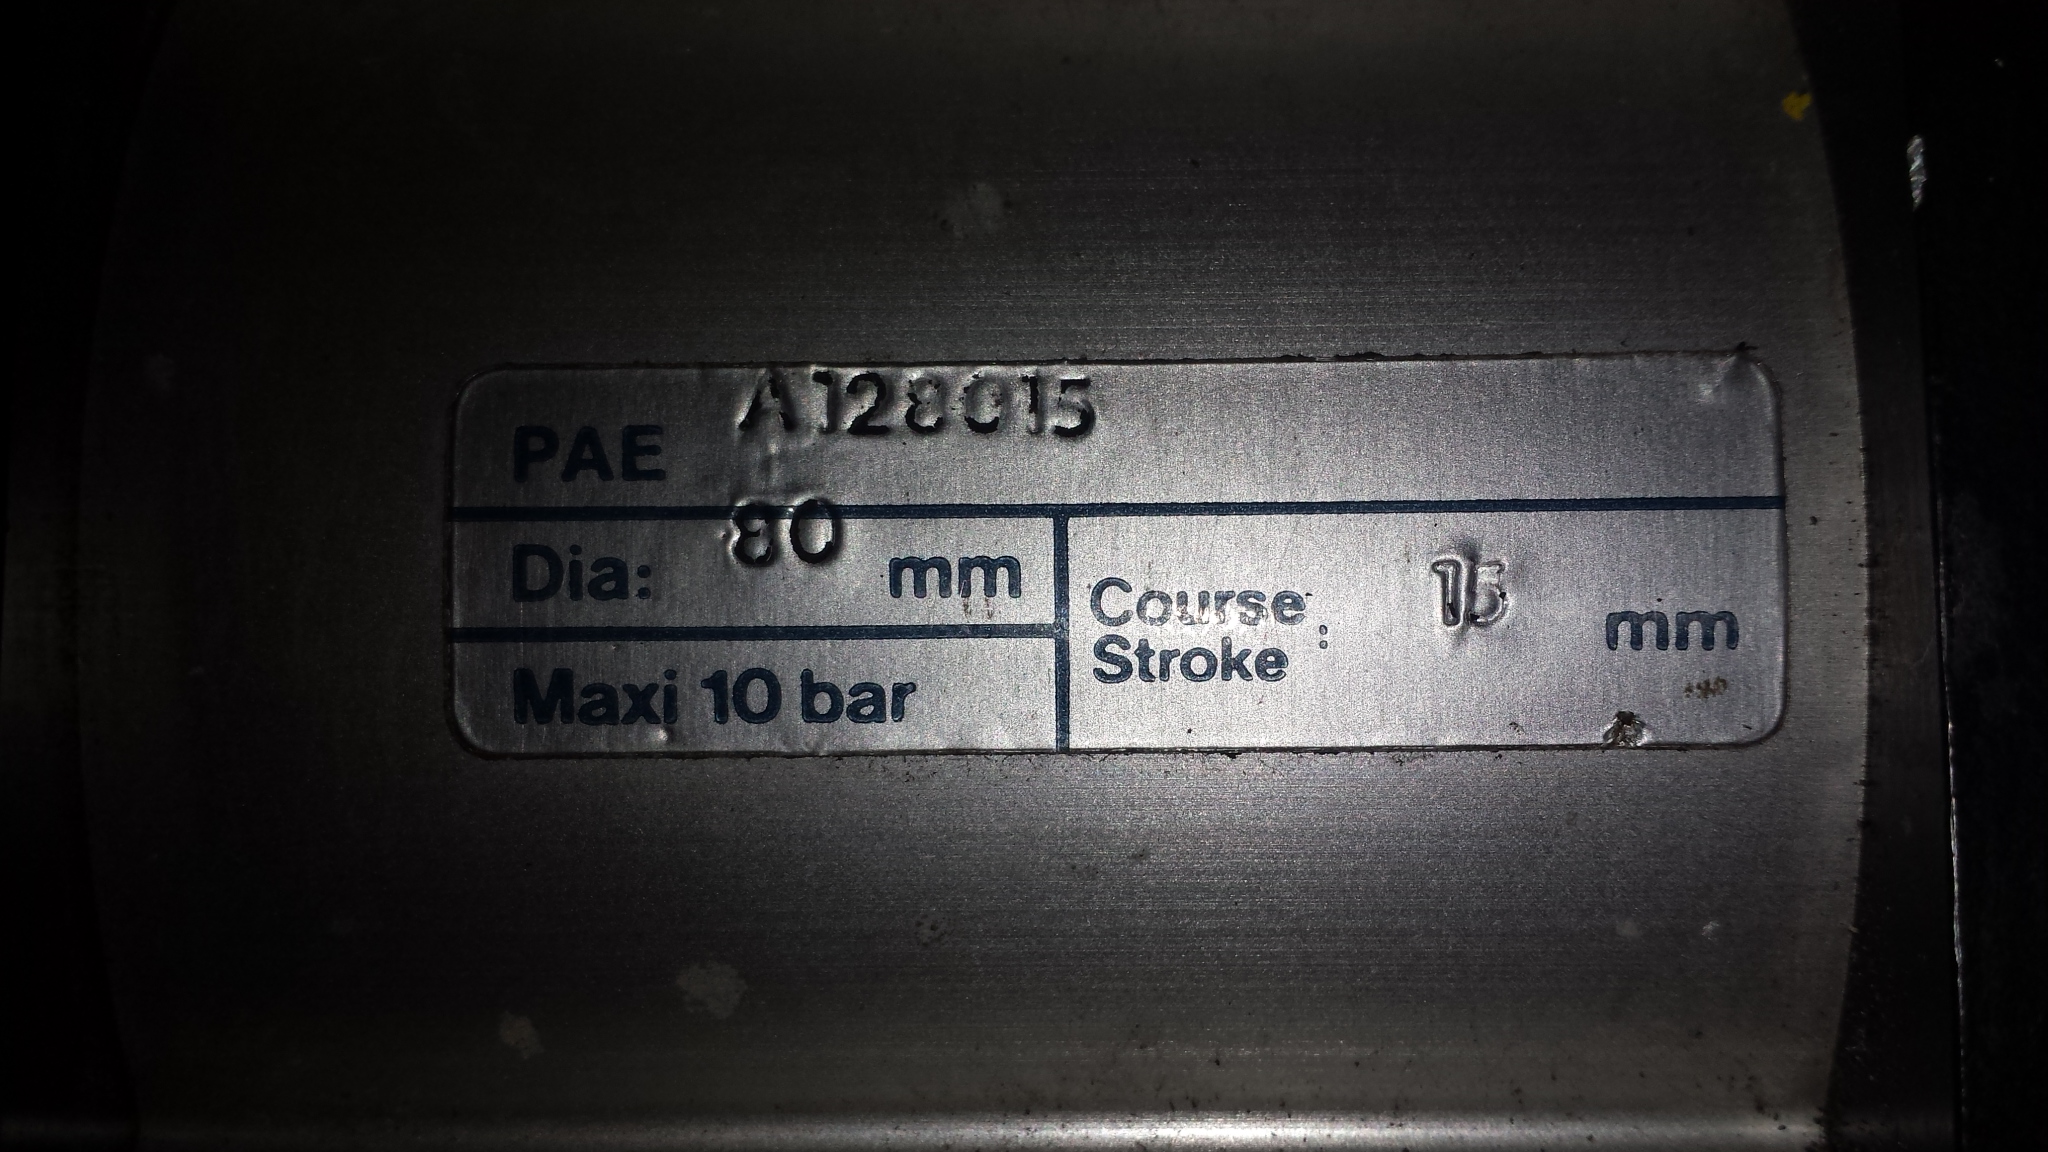 PAE A128015
Dia: 80 mm
Course
Stroke : 15 mm
Maxi 10 bar